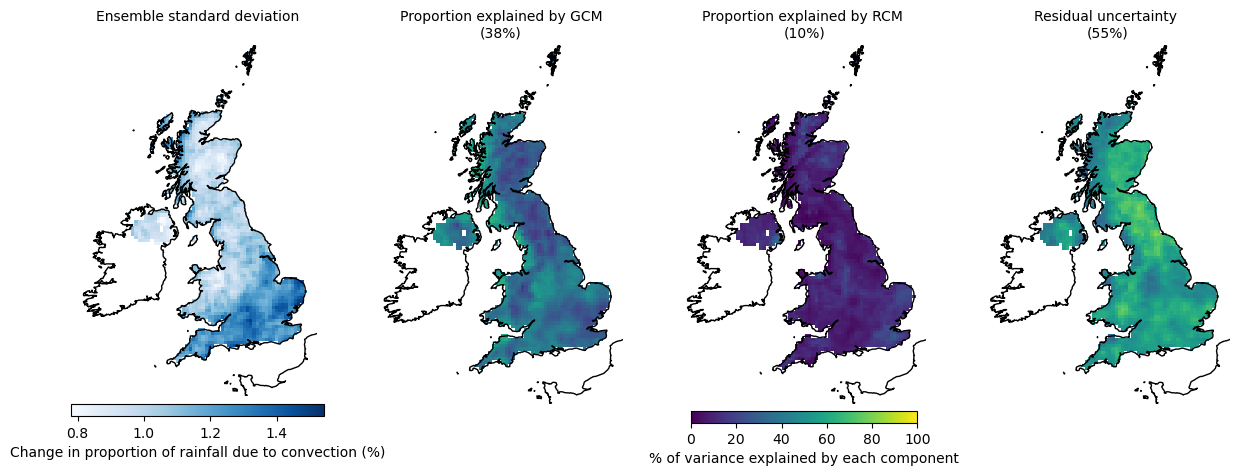 Ensemble standard deviation
Proportion explained by GCM
(38%)
Proportion explained by RCM
(10%)
Residual uncertainty
(55%)
0.8 1.0 1.2 1.4
Change in proportion of rainfall due to convection (%)
0 20 40 60 80 100
% of variance explained by each component